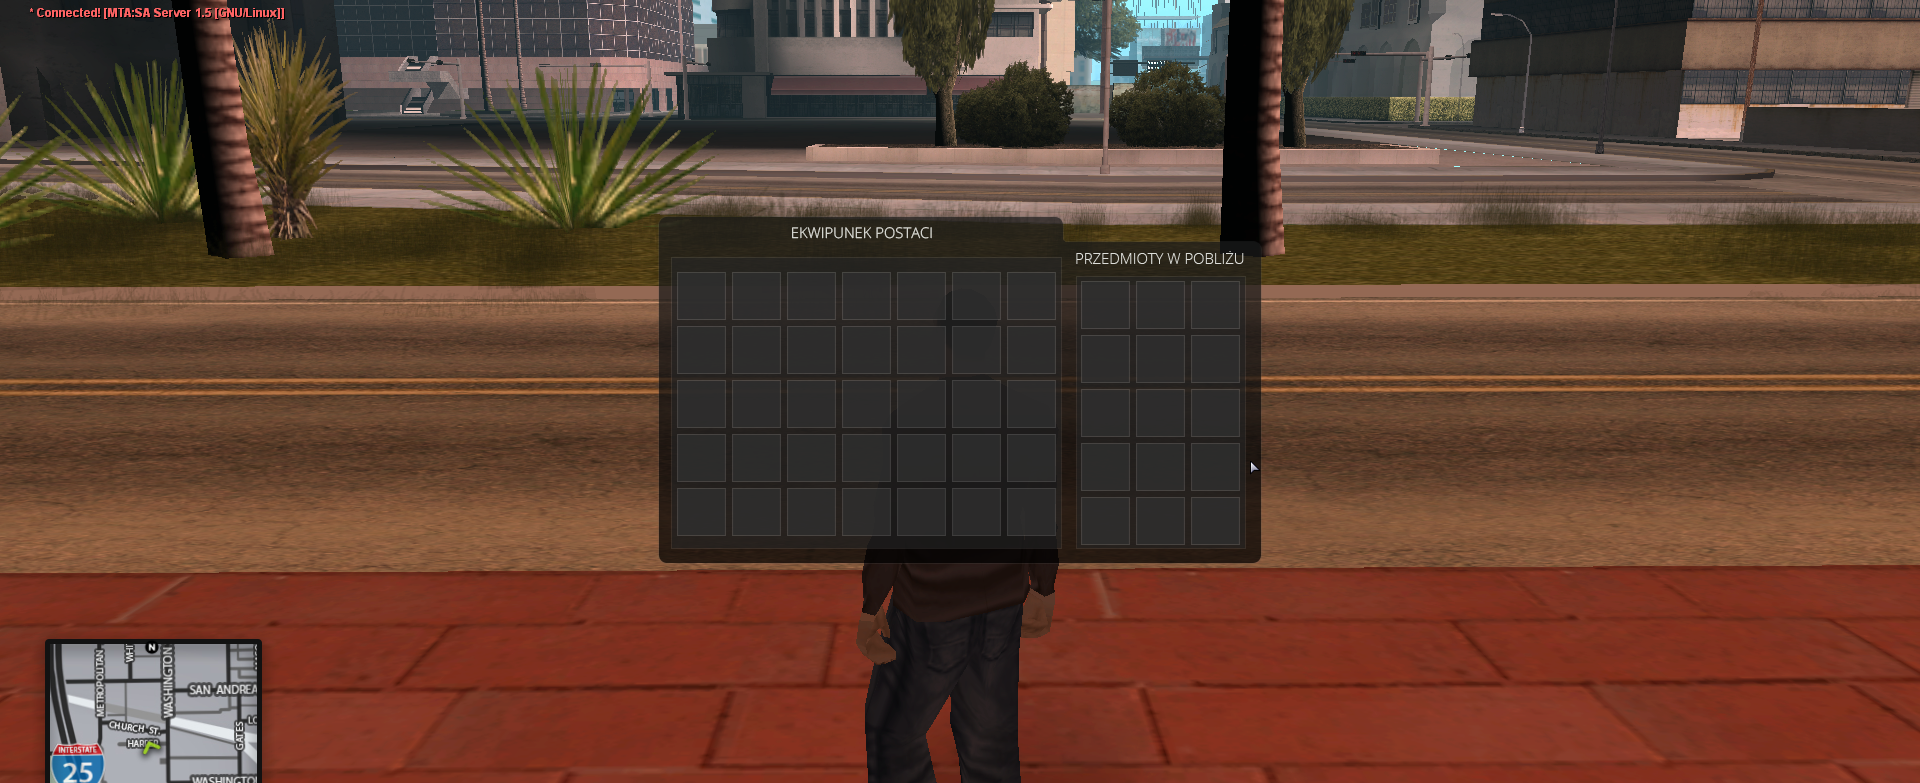 * Connected! [MTA:SA Server 1.5 [GNU/Linux]]
EKWIPUNEK POSTACI
PRZEDMIOTY W POBLIŻU
N
METROPOLITAN
WASHINGTON
SAN ANDREA
CHURCH ST.
GATES
INTERSTATE
25
WASHINGTO